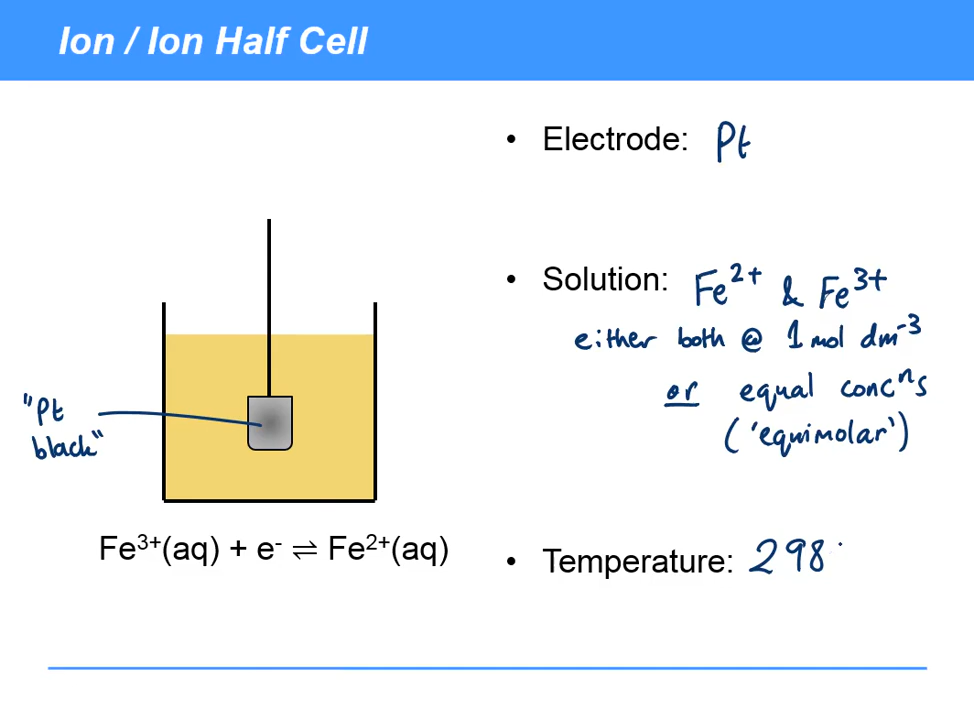 Ion / Ion Half Cell
• Electrode: Pt
• Solution: Fe²⁺ & Fe³⁺
either both @ 1 mol dm⁻³
or equal concⁿs
('equimolar')
"Pt
black"
Fe³⁺(aq) + e⁻ ⇌ Fe²⁺(aq)
• Temperature: 298